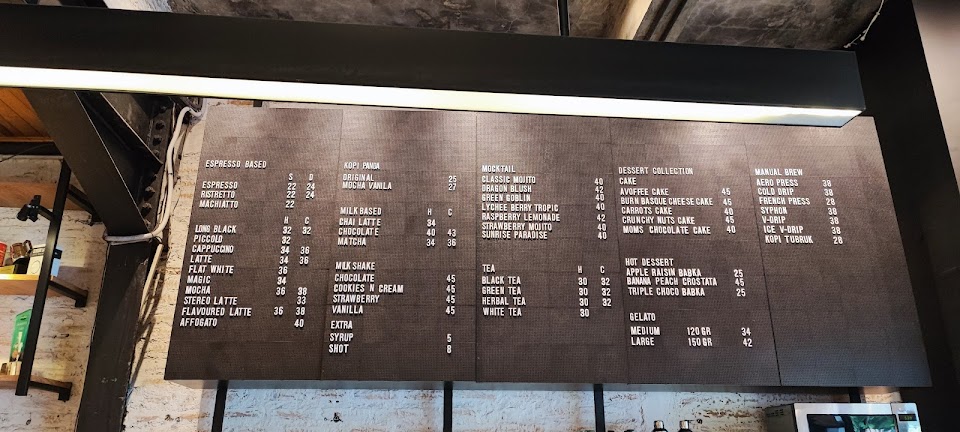 ESPRESSO BASED
S D
ESPRESSO 22 24
RISTRETTO 22 24
MACHIATTO 22
H C
LONG BLACK 32 32
PICCOLO 32
CAPPUCCINO 34 36
LATTE 34 36
FLAT WHITE 36
MAGIC 34
MOCHA 36 38
STEREO LATTE 33
FLAVOURED LATTE 36 38
AFFOGATO 40
KOPI PANDA
ORIGINAL 25
MOCHA VANILA 27
MILK BASED H C
CHAI LATTE 34
CHOCOLATE 40 43
MATCHA 34 36
MILK SHAKE
CHOCOLATE 45
COOKIES N CREAM 45
STRAWBERRY 45
VANILLA 45
EXTRA
SYRUP 5
SHOT 8
MOCKTAIL
CLASSIC MOJITO 40
DRAGON BLUSH 42
GREEN GOBLIN 40
LYCHEE BERRY TROPIC 40
RASPBERRY LEMONADE 42
STRAWBERRY MOJITO 40
SUNRISE PARADISE 40
TEA H C
BLACK TEA 30 32
GREEN TEA 30 32
HERBAL TEA 30 32
WHITE TEA 30
DESSERT COLLECTION
CAKE
AVOFFEE CAKE 45
BURN BASQUE CHEESE CAKE 45
CARROTS CAKE 40
CRUNCHY NUTS CAKE 45
MOMS CHOCOLATE CAKE 40
HOT DESSERT
APPLE RAISIN BABKA 25
BANANA PEACH CROSTATA 45
TRIPLE CHOCO BABKA 25
GELATO
MEDIUM 120 GR 34
LARGE 150 GR 42
MANUAL BREW
AERO PRESS 38
COLD DRIP 38
FRENCH PRESS 28
SYPHON 38
V-DRIP 38
ICE V-DRIP 38
KOPI TUBRUK 28